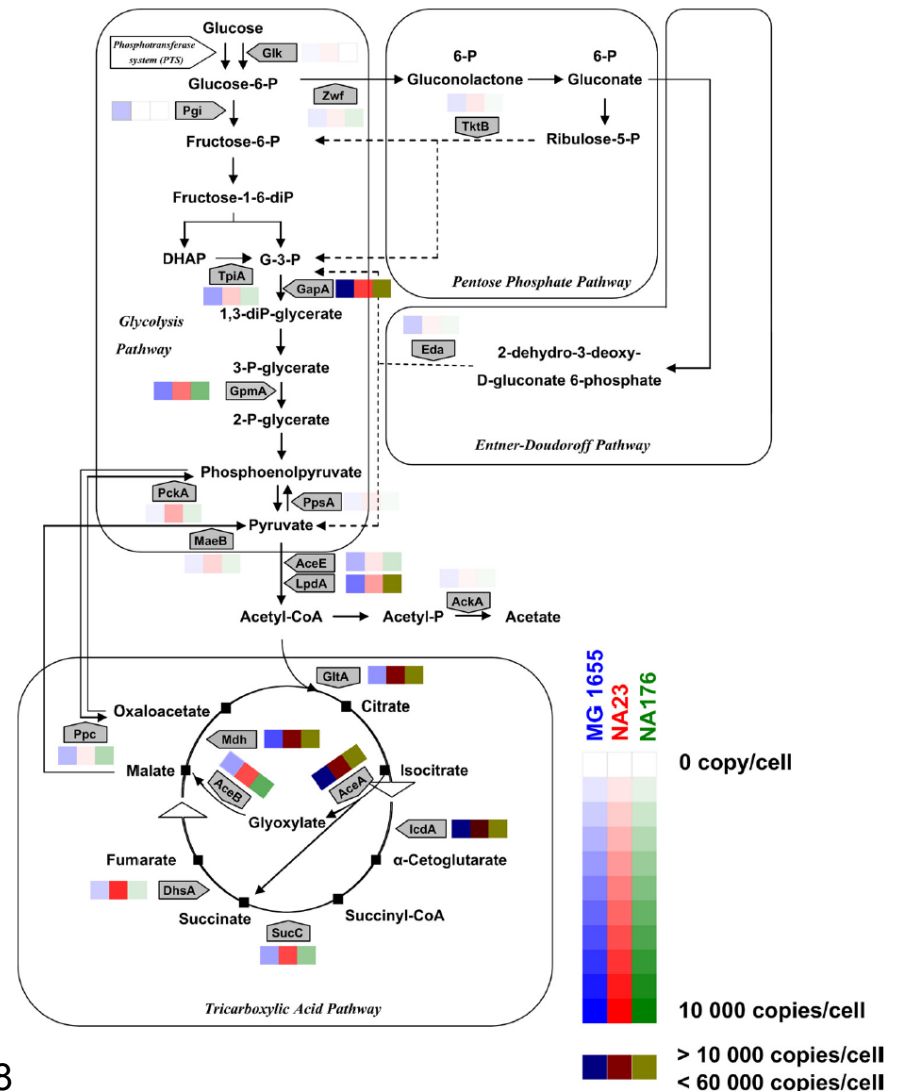 Glucose
Phosphotransferase
system (PTS)
Glk
Glucose-6-P
Zwf
Pgi
Fructose-6-P
Fructose-1-6-diP
DHAP
G-3-P
TpiA
GapA
1,3-diP-glycerate
Glycolysis
Pathway
3-P-glycerate
GpmA
2-P-glycerate
Phosphoenolpyruvate
PckA
PpsA
Pyruvate
MaeB
6-P
Gluconolactone
6-P
Gluconate
TktB
Ribulose-5-P
Pentose Phosphate Pathway
Eda
2-dehydro-3-deoxy-
D-gluconate 6-phosphate
Entner-Doudoroff Pathway
AceE
LpdA
AckA
Acetyl-CoA
Acetyl-P
Acetate
GltA
Oxaloacetate
Citrate
Ppc
Mdh
Malate
AceB
AceA
Isocitrate
Glyoxylate
IcdA
Fumarate
α-Cetoglutarate
DhsA
Succinate
Succinyl-CoA
SucC
Tricarboxylic Acid Pathway
MG 1655
NA23
NA176
0 copy/cell
10 000 copies/cell
> 10 000 copies/cell
< 60 000 copies/cell
8